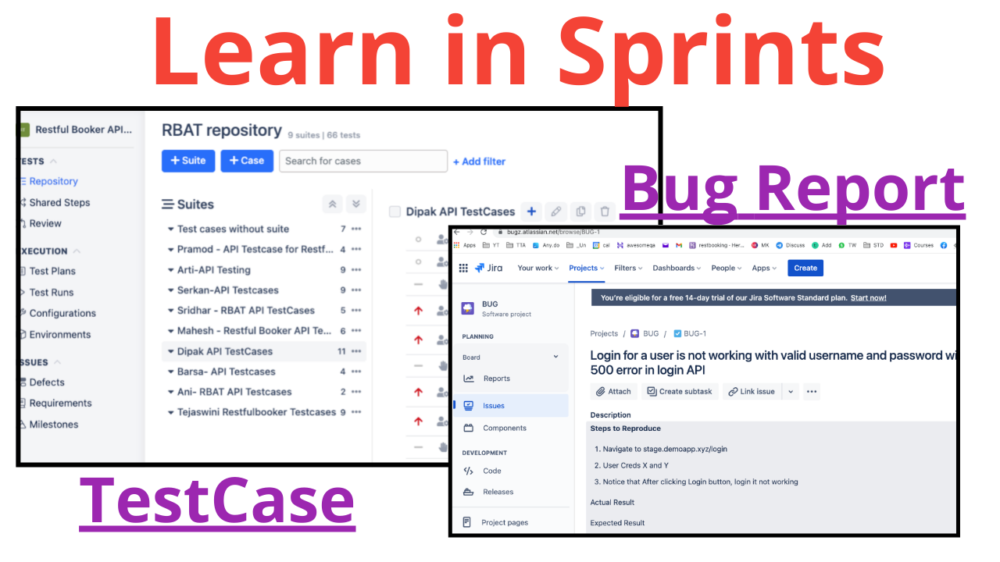 Learn in Sprints
Restful Booker API...
ESTS
Repository
Shared Steps
Review
XECUTION
Test Plans
Test Runs
Configurations
Environments
SSUES
Defects
Requirements
Milestones
RBAT repository 9 suites | 66 tests
+ Suite + Case Search for cases + Add filter
Suites
Test cases without suite 7 •••
Pramod - API Testcase for Restf... 4 •••
Arti-API Testing 9 •••
Serkan-API Testcases 9 •••
Sridhar - RBAT API TestCases 5 •••
Mahesh - Restful Booker API Te... 6 •••
Dipak API TestCases 11 •••
Barsa- API Testcases 4 •••
Ani- RBAT API Testcases 2 •••
Tejaswini Restfulbooker Testcases 9 •••
Dipak API TestCases
Bug Report
bugz.atlassian.net/browse/BUG-1
Apps YT TTA Any.do _Un cal awesomeqa restbooking - Her... MK Discuss Add TW STD Courses
Jira Your work Projects Filters Dashboards People Apps Create
BUG
Software project
PLANNING
Board
Reports
Issues
Components
DEVELOPMENT
Code
Releases
Project pages
You're eligible for a free 14-day trial of our Jira Software Standard plan. Start now!
Projects / BUG / BUG-1
Login for a user is not working with valid username and password wi
500 error in login API
Attach Create subtask Link issue •••
Description
Steps to Reproduce
1. Navigate to stage.demoapp.xyz/login
2. User Creds X and Y
3. Notice that After clicking Login button, login it not working
Actual Result
Expected Result
TestCase